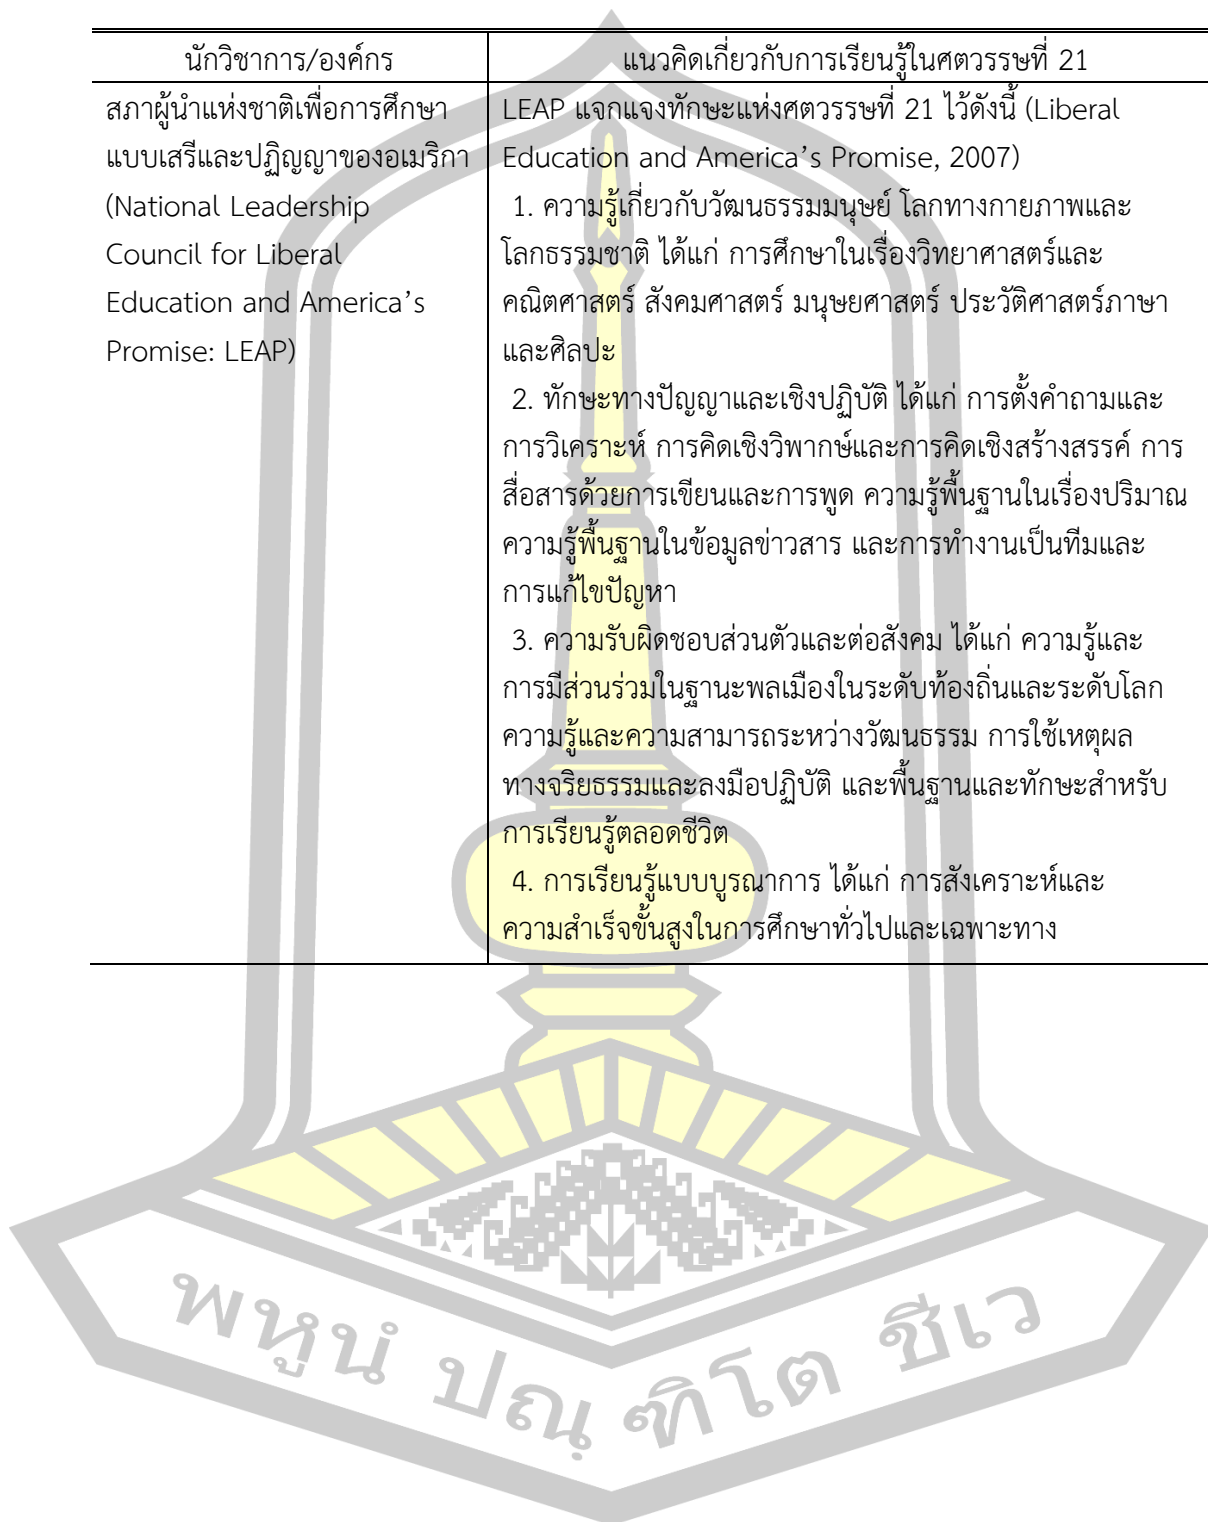 นักวิชาการ/องค์กร
แนวคิดเกี่ยวกับการเรียนรู้ในศตวรรษที่ 21
สภาผู้นำแห่งชาติเพื่อการศึกษา
แบบเสรีและปฏิญญาของอเมริกา
(National Leadership
Council for Liberal
Education and America’s
Promise: LEAP)
LEAP แจกแจงทักษะแห่งศตวรรษที่ 21 ไว้ดังนี้ (Liberal
Education and America’s Promise, 2007)
1. ความรู้เกี่ยวกับวัฒนธรรมมนุษย์ โลกทางกายภาพและ
โลกธรรมชาติ ได้แก่ การศึกษาในเรื่องวิทยาศาสตร์และ
คณิตศาสตร์ สังคมศาสตร์ มนุษยศาสตร์ ประวัติศาสตร์ภาษา
และศิลปะ
2. ทักษะทางปัญญาและเชิงปฏิบัติ ได้แก่ การตั้งคำถามและ
การวิเคราะห์ การคิดเชิงวิพากษ์และการคิดเชิงสร้างสรรค์ การ
สื่อสารด้วยการเขียนและการพูด ความรู้พื้นฐานในเรื่องปริมาณ
ความรู้พื้นฐานในข้อมูลข่าวสาร และการทำงานเป็นทีมและ
การแก้ไขปัญหา
3. ความรับผิดชอบส่วนตัวและต่อสังคม ได้แก่ ความรู้และ
การมีส่วนร่วมในฐานะพลเมืองในระดับท้องถิ่นและระดับโลก
ความรู้และความสามารถระหว่างวัฒนธรรม การใช้เหตุผล
ทางจริยธรรมและลงมือปฏิบัติ และพื้นฐานและทักษะสำหรับ
การเรียนรู้ตลอดชีวิต
4. การเรียนรู้แบบบูรณาการ ได้แก่ การสังเคราะห์และ
ความสำเร็จขั้นสูงในการศึกษาทั่วไปและเฉพาะทาง
พหูนํ ปณฺฑิโต ชีเว